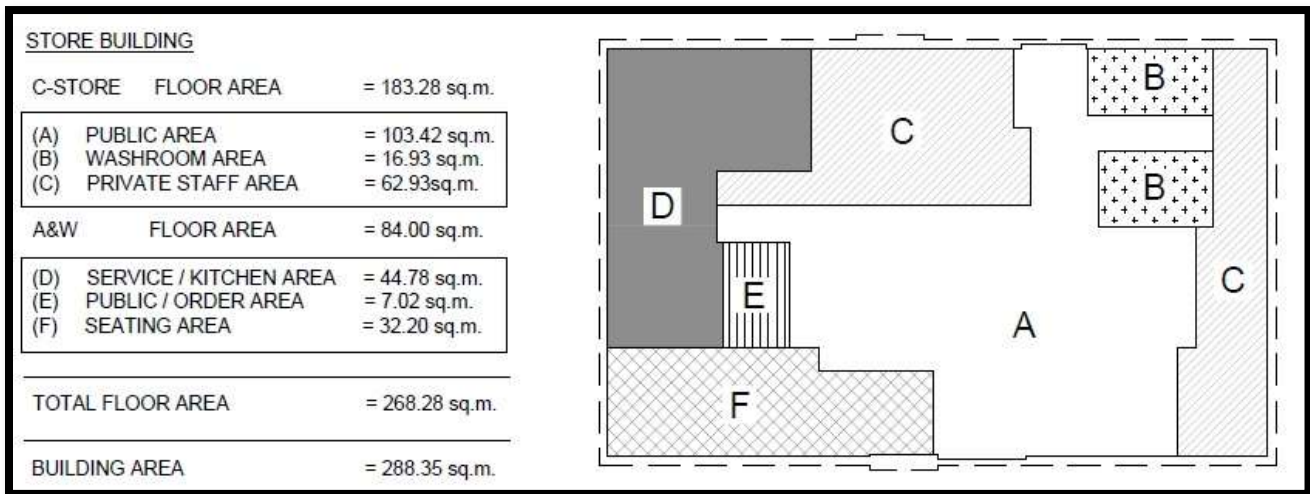 STORE BUILDING
C-STORE FLOOR AREA = 183.28 sq.m.
(A) PUBLIC AREA = 103.42 sq.m.
(B) WASHROOM AREA = 16.93 sq.m.
(C) PRIVATE STAFF AREA = 62.93sq.m.
A&W FLOOR AREA = 84.00 sq.m.
(D) SERVICE / KITCHEN AREA = 44.78 sq.m.
(E) PUBLIC / ORDER AREA = 7.02 sq.m.
(F) SEATING AREA = 32.20 sq.m.
TOTAL FLOOR AREA = 268.28 sq.m.
BUILDING AREA = 288.35 sq.m.
B
C
B
D
C
E
A
F